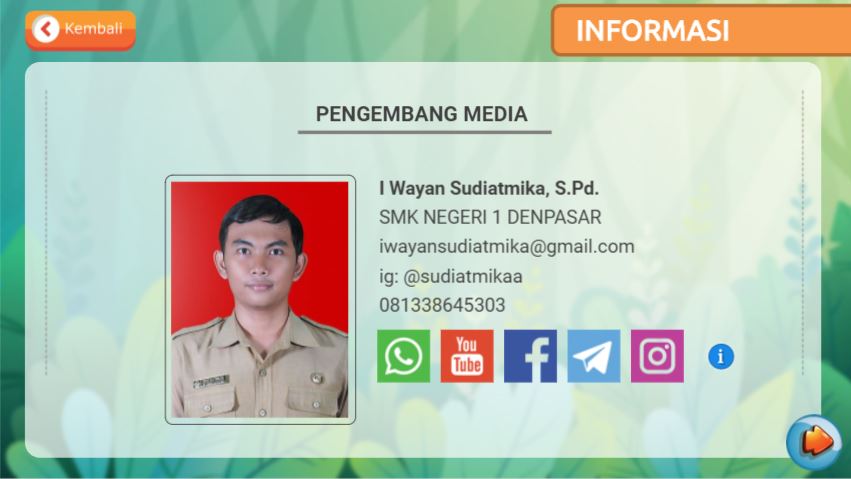 Kembali
INFORMASI
PENGEMBANG MEDIA
I Wayan Sudiatmika, S.Pd.
SMK NEGERI 1 DENPASAR
iwayansudiatmika@gmail.com
ig: @sudiatmikaa
081338645303
You
Tube
f
i